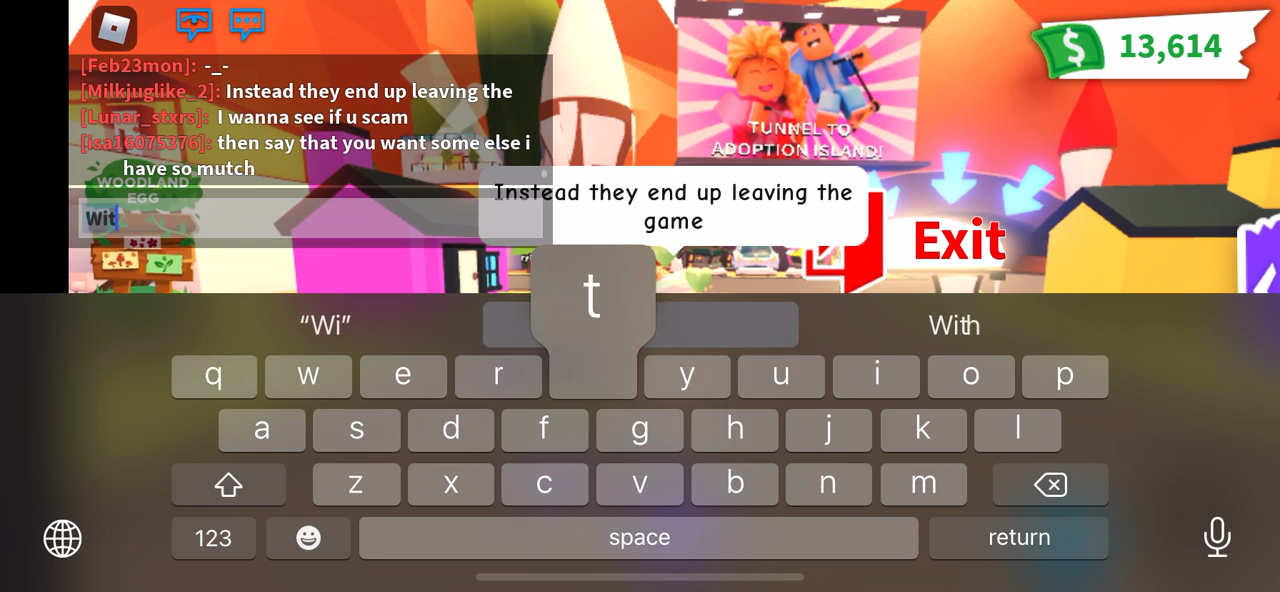 [Feb23mon]: -_-
[Milkjuglike_2]: Instead they end up leaving the
[Lunar_stxrs]: I wanna see if u scam
[isa16075376]: then say that you want some else i
have so mutch
WOODLAND
EGG
Wit
TUNNEL TO
ADOPTION ISLAND!
13,614
Instead they end up leaving the
game
Exit
t
“Wi”
With
q w e r y u i o p
a s d f g h j k l
z x c v b n m
123 space return